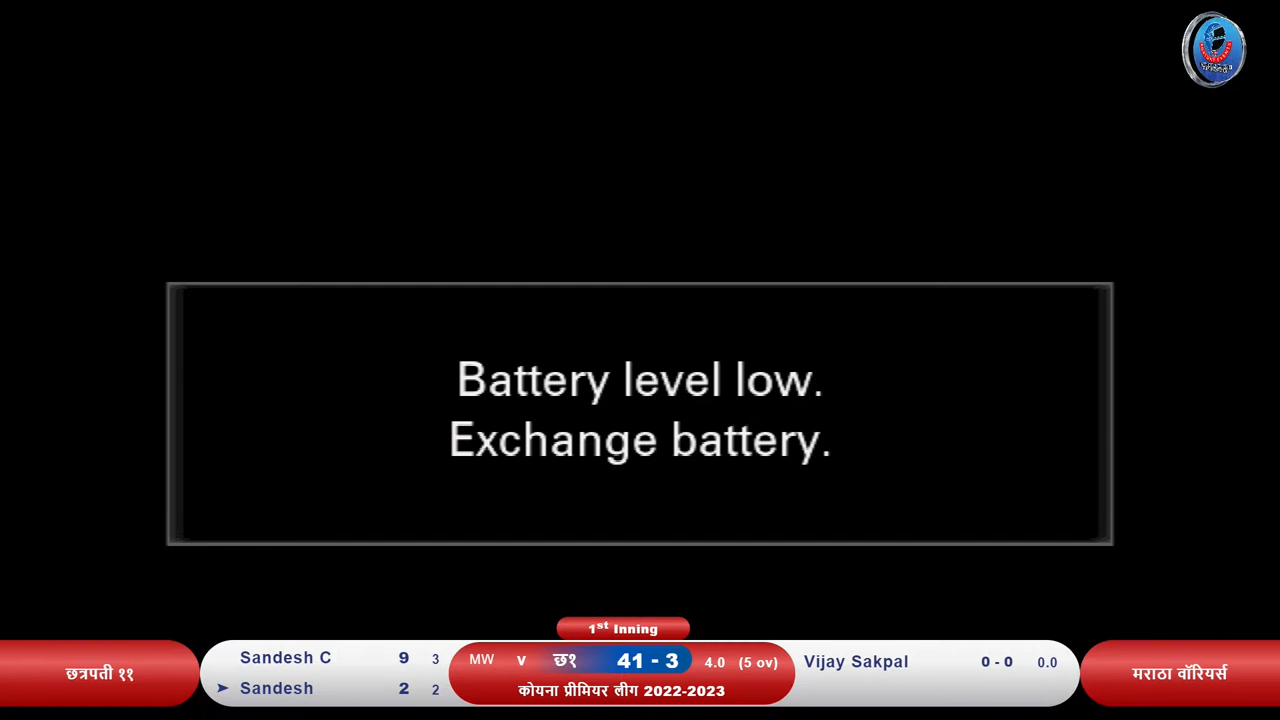 Battery level low.
Exchange battery.
1st Inning
छत्रपती ११
Sandesh C 9 3
➤ Sandesh 2 2
MW v छ१ 41 - 3 4.0 (5 ov)
कोयना प्रीमियर लीग 2022-2023
Vijay Sakpal 0 - 0 0.0
मराठा वॉरियर्स